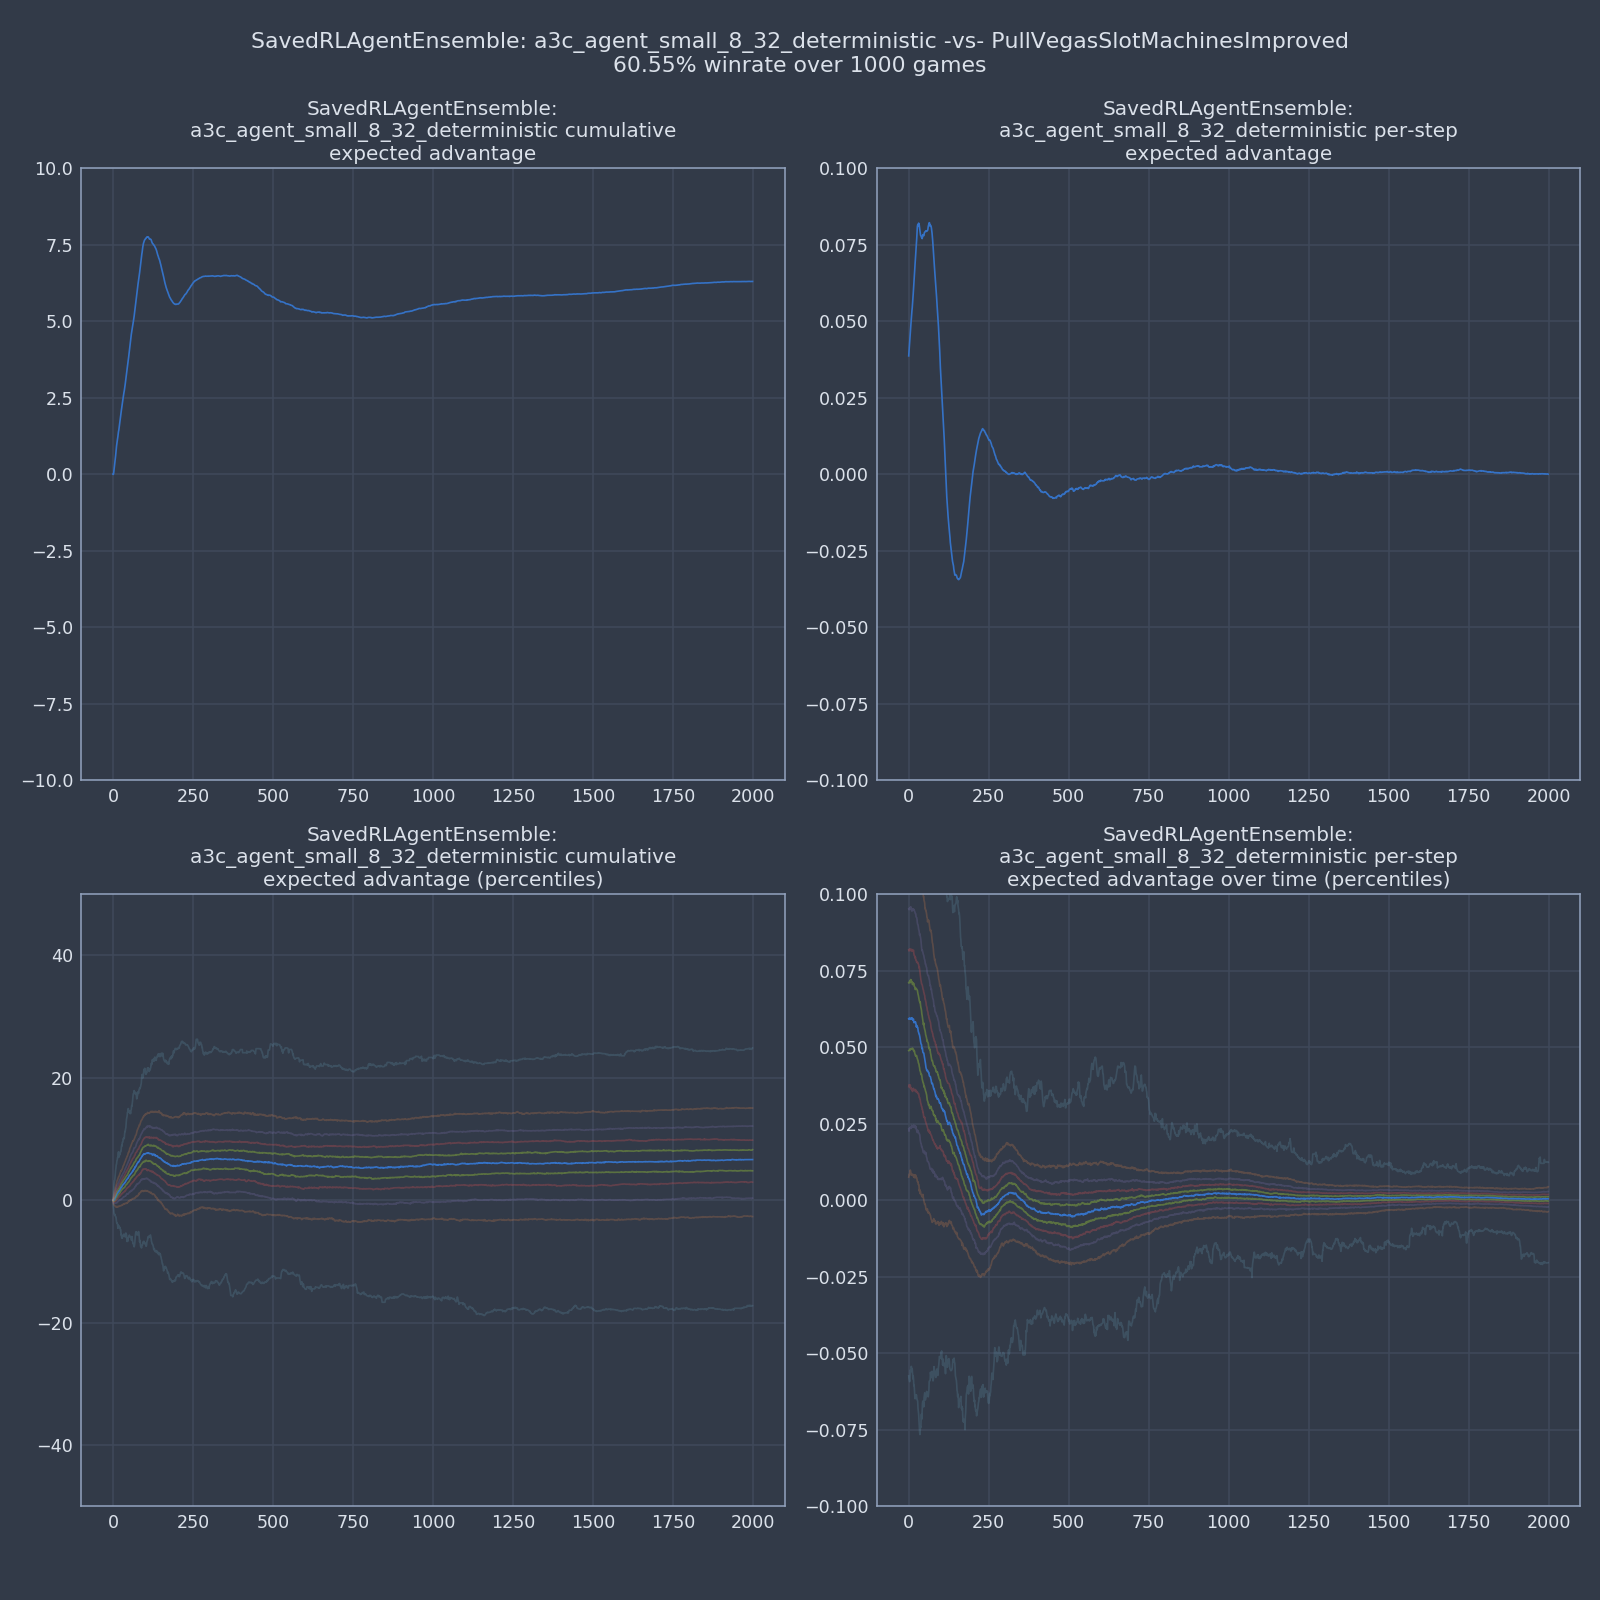 SavedRLAgentEnsemble: a3c_agent_small_8_32_deterministic -vs- PullVegasSlotMachinesImproved
60.55% winrate over 1000 games
SavedRLAgentEnsemble:
a3c_agent_small_8_32_deterministic cumulative
expected advantage
10.0
7.5
5.0
2.5
0.0
−2.5
−5.0
−7.5
−10.0
0 250 500 750 1000 1250 1500 1750 2000
SavedRLAgentEnsemble:
a3c_agent_small_8_32_deterministic per-step
expected advantage
0.100
0.075
0.050
0.025
0.000
−0.025
−0.050
−0.075
−0.100
0 250 500 750 1000 1250 1500 1750 2000
SavedRLAgentEnsemble:
a3c_agent_small_8_32_deterministic cumulative
expected advantage (percentiles)
40
20
0
−20
−40
0 250 500 750 1000 1250 1500 1750 2000
SavedRLAgentEnsemble:
a3c_agent_small_8_32_deterministic per-step
expected advantage over time (percentiles)
0.100
0.075
0.050
0.025
0.000
−0.025
−0.050
−0.075
−0.100
0 250 500 750 1000 1250 1500 1750 2000